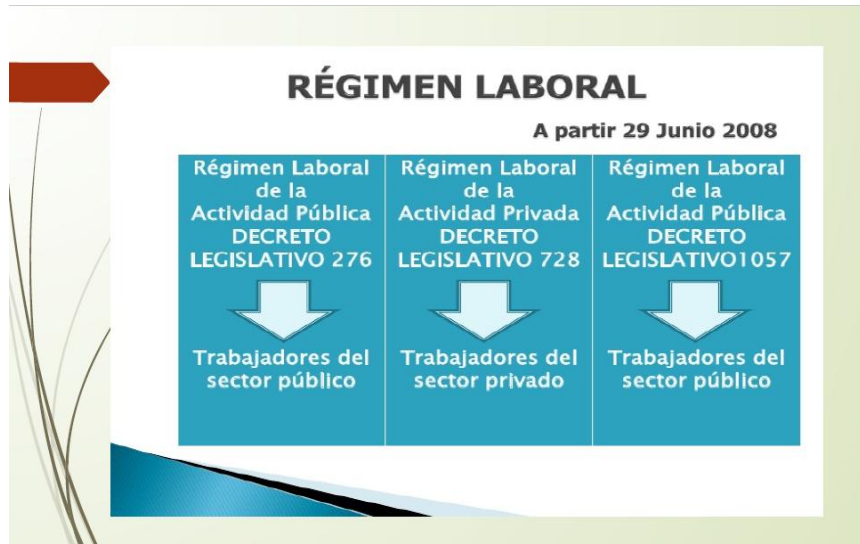 RÉGIMEN LABORAL
A partir 29 Junio 2008
Régimen Laboral
de la
Actividad Pública
DECRETO
LEGISLATIVO 276
Trabajadores del
sector público
Régimen Laboral
de la
Actividad Privada
DECRETO
LEGISLATIVO 728
Trabajadores del
sector privado
Régimen Laboral
de la
Actividad Pública
DECRETO
LEGISLATIVO1057
Trabajadores del
sector público